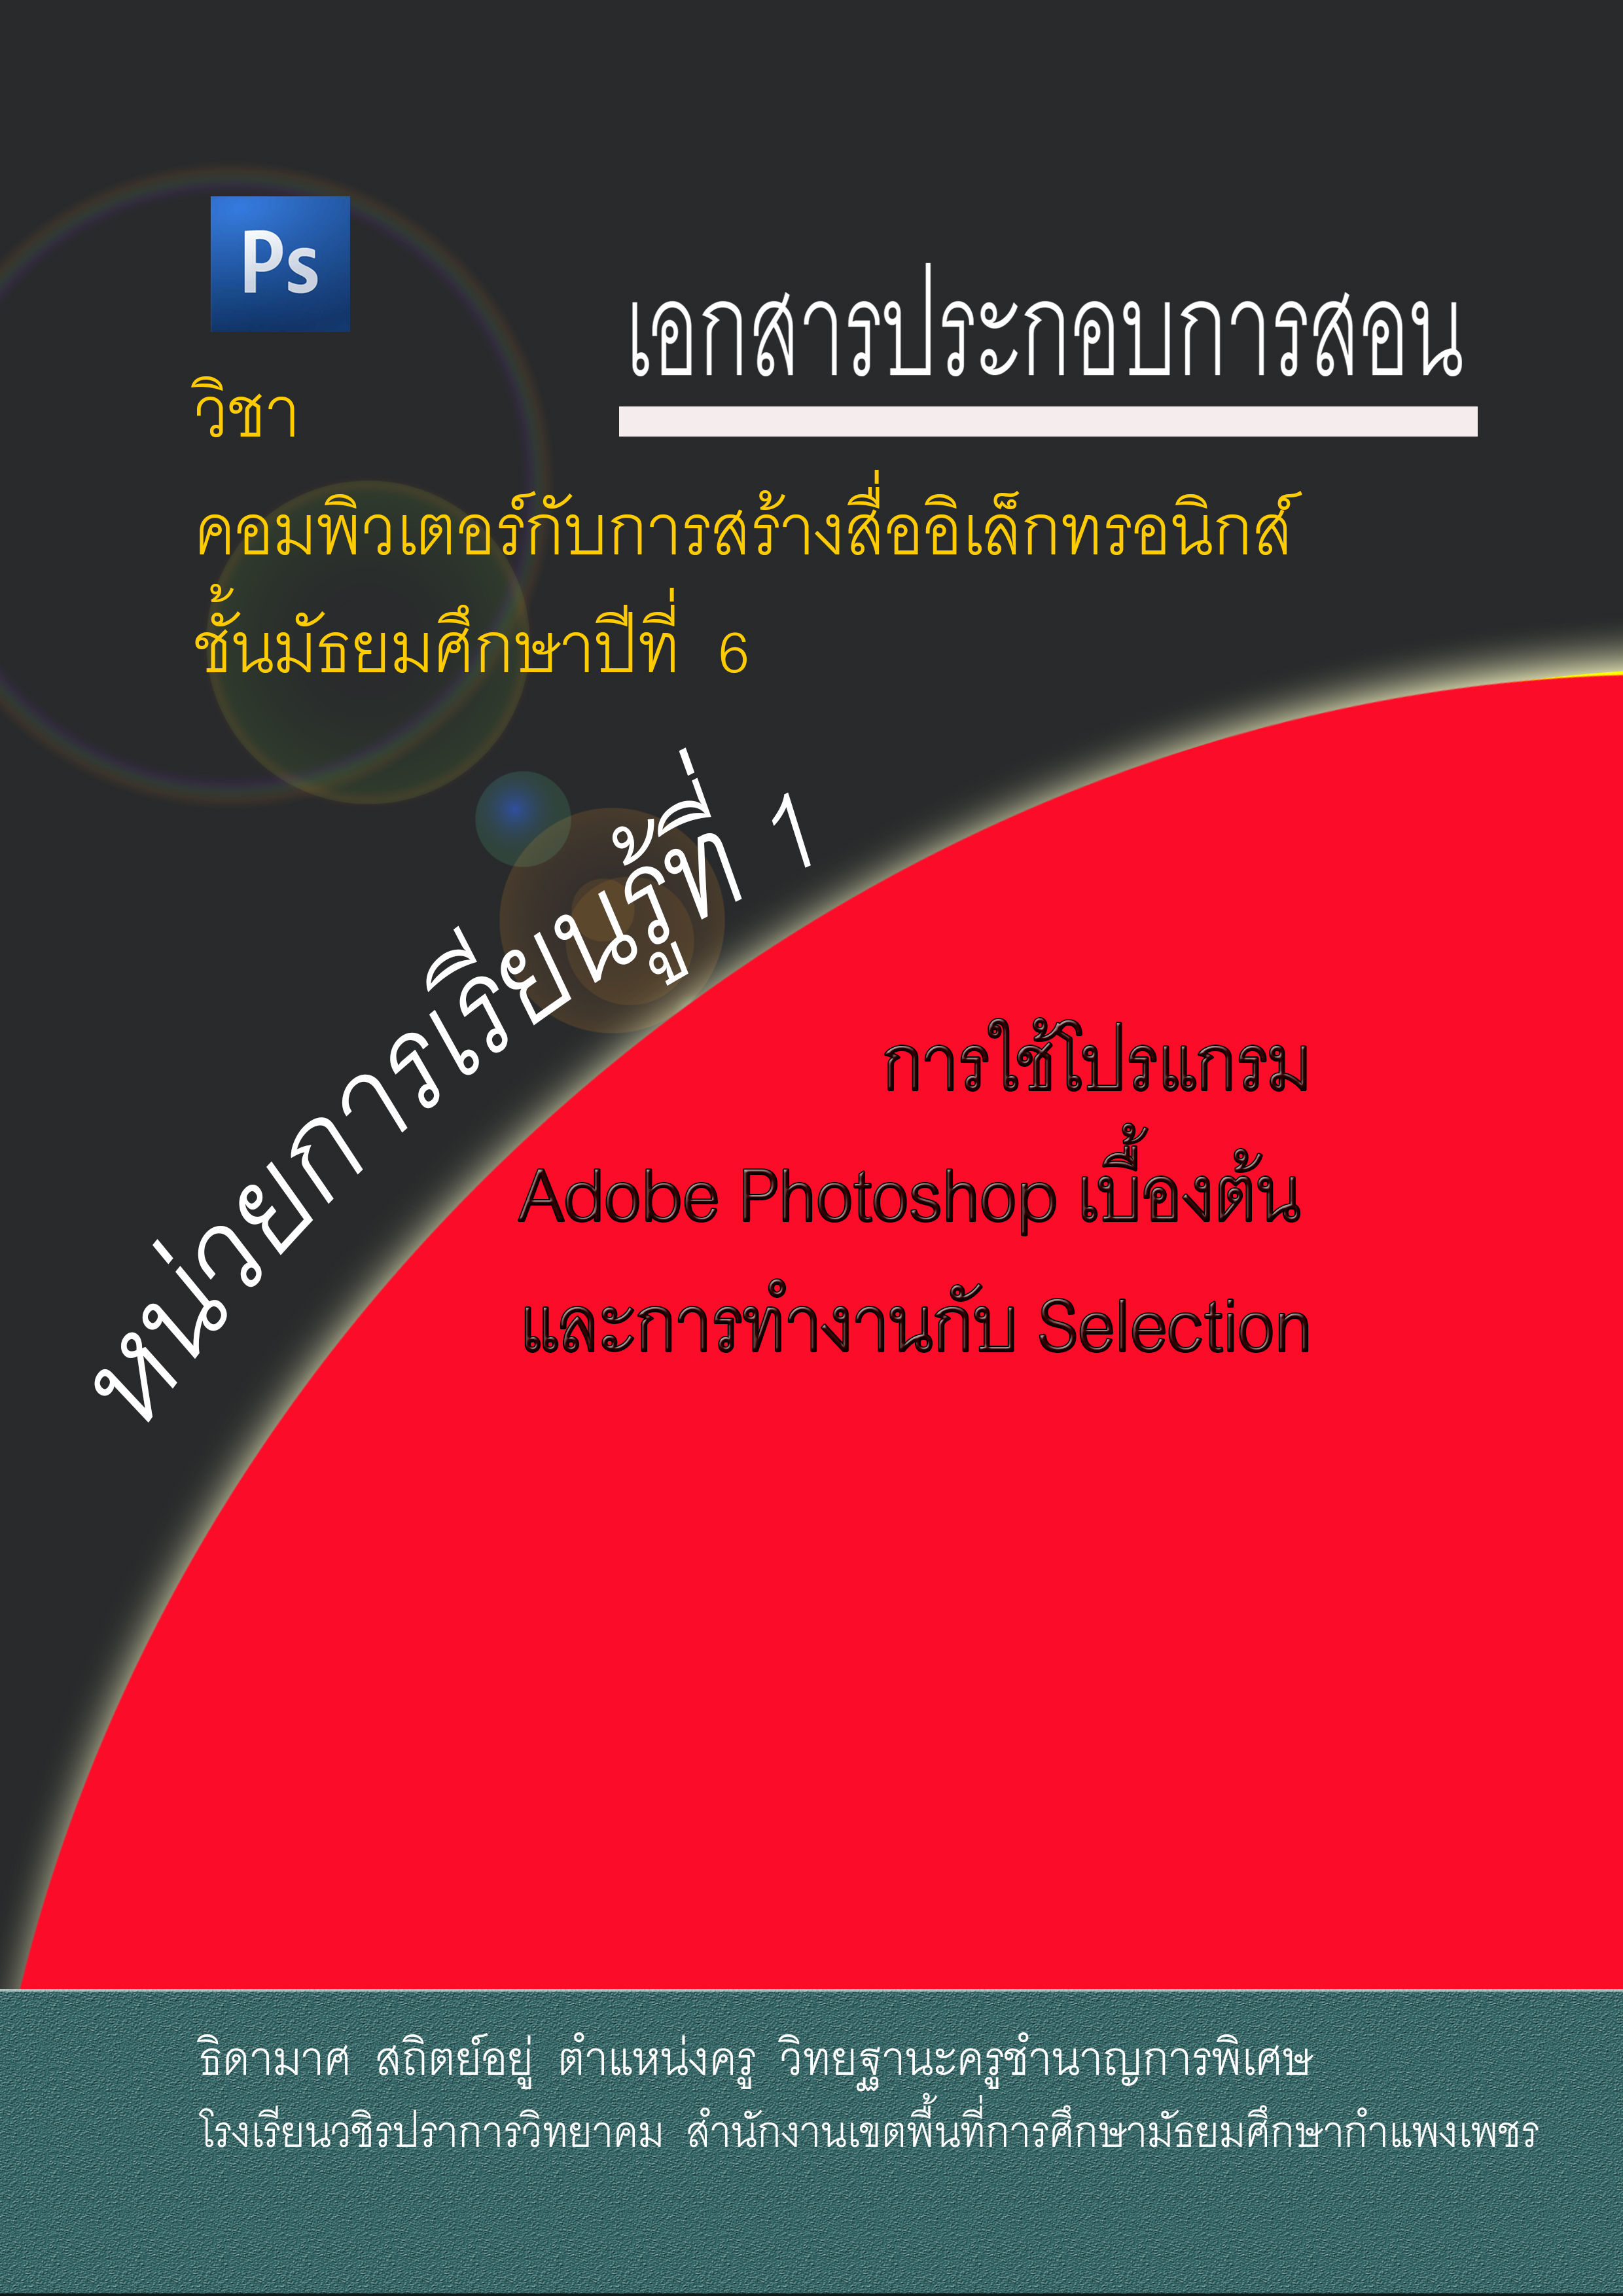 Ps
เอกสารประกอบการสอน
วิชา
คอมพิวเตอร์กับการสร้างสื่ออิเล็กทรอนิกส์
ชั้นมัธยมศึกษาปีที่ 6
หน่วยการเรียนรู้ที่ 1
การใช้โปรแกรม
Adobe Photoshop เบื้องต้น
และการทำงานกับ Selection
ธิดามาศ สถิตย์อยู่ ตำแหน่งครู วิทยฐานะครูชำนาญการพิเศษ
โรงเรียนวชิรปราการวิทยาคม สำนักงานเขตพื้นที่การศึกษามัธยมศึกษากำแพงเพชร